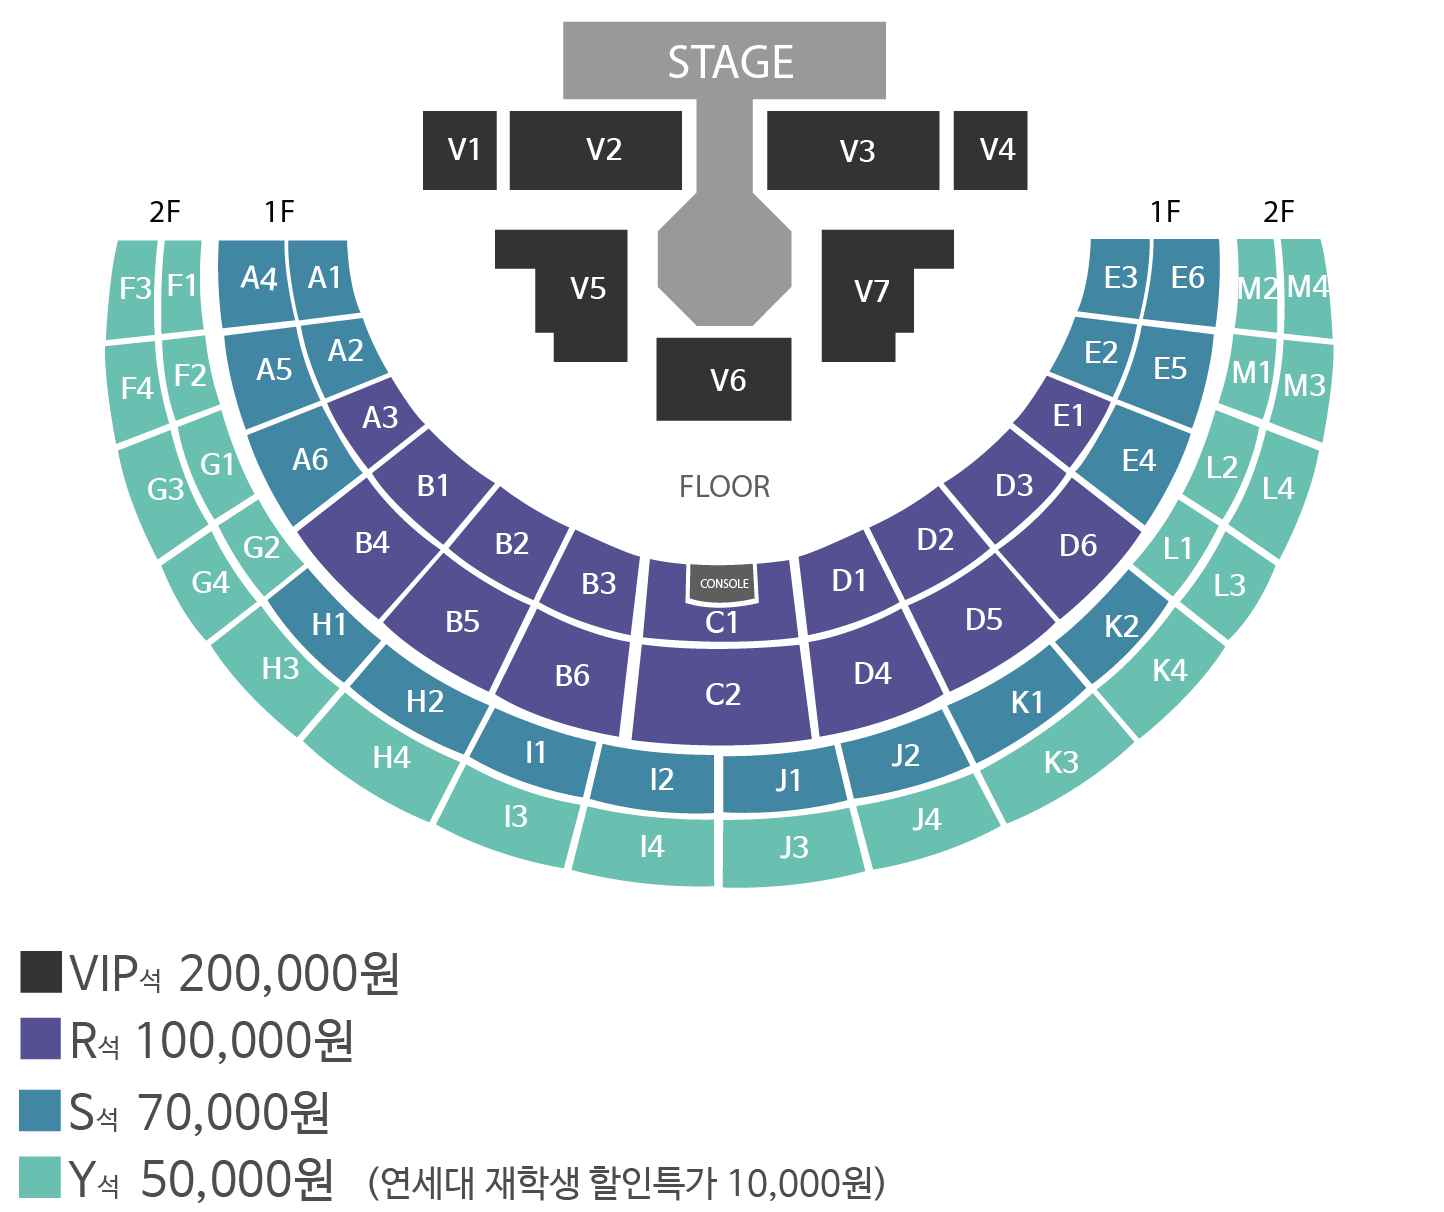 STAGE
V1 V2 V3 V4
2F 1F 1F 2F
F3 F1 A4 A1 V5 V7 E3 E6 M2 M4
F4 F2 A5 A2 V6 E2 E5 M1 M3
G3 G1 A6 A3 E1 E4 L2 L4
FLOOR
G4 G2 B4 B1 B2 B3 D1 D2 D3 D6 L1 L3
CONSOLE
C1
H3 H1 B5 B6 C2 D4 D5 K2 K4
H4 H2 I1 I2 J1 J2 K1 K3
I3 I4 J3 J4
VIP석 200,000원
R석 100,000원
S석 70,000원
Y석 50,000원 (연세대 재학생 할인특가 10,000원)